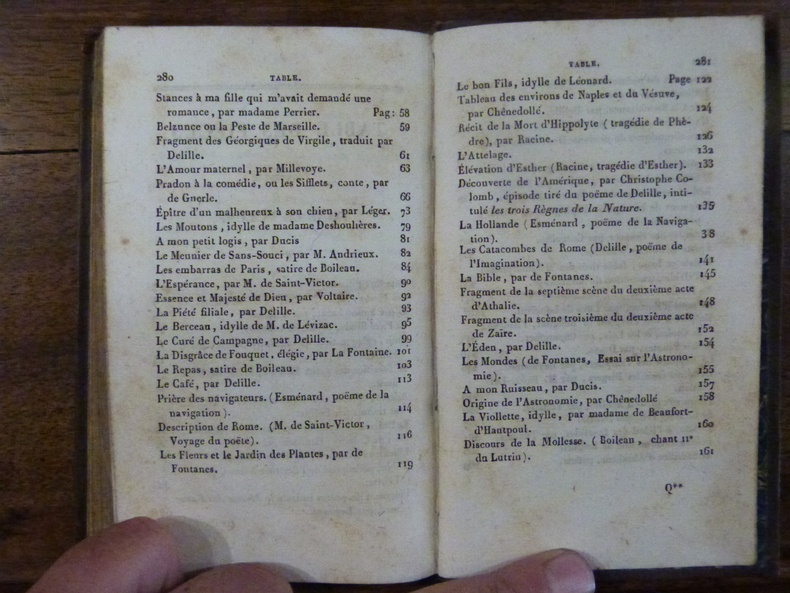 280 TABLE.
Stances à ma fille qui m'avait demandé une
romance, par madame Perrier. Pag: 58
Belzunce ou la Peste de Marseille. 59
Fragment des Géorgiques de Virgile, traduit par
Delille. 61
L'Amour maternel, par Millevoye. 63
Pradon à la comédie, ou les Sifflets, conte, par
de Guerle. 66
Épître d'un malheureux à son chien, par Léger. 73
Les Moutons, idylle de madame Deshoulières. 79
A mon petit logis, par Ducis 81
Le Meunier de Sans-Souci, par M. Andrieux. 82
Les embarras de Paris, satire de Boileau. 84
L'Espérance, par M. de Saint-Victor. 90
Essence et Majesté de Dieu, par Voltaire. 92
La Piété filiale, par Delille. 93
Le Berceau, idylle de M. de Lévizac. 95
Le Curé de Campagne, par Delille. 99
La Disgrâce de Fouquet, élégie, par La Fontaine. 101
Le Repas, satire de Boileau. 103
Le Café, par Delille. 113
Prière des navigateurs. (Esménard, poëme de la
navigation). 114
Description de Rome. (M. de Saint-Victor,
Voyage du poëte). 116
Les Fleurs et le Jardin des Plantes, par de
Fontanes. 119
TABLE. 281
Le bon Fils, idylle de Léonard. Page 122
Tableau des environs de Naples et du Vésuve,
par Chênedollé. 124
Récit de la Mort d'Hippolyte (tragédie de Phè-
dre), par Racine. 126
L'Attelage. 132
Élévation d'Esther (Racine, tragédie d'Esther). 133
Découverte de l'Amérique, par Christophe Co-
lomb, épisode tiré du poëme de Delille, inti-
tulé les trois Règnes de la Nature. 135
La Hollande (Esménard, poëme de la Naviga-
tion). 38
Les Catacombes de Rome (Delille, poëme de
l'Imagination). 141
La Bible, par de Fontanes. 145
Fragment de la septième scène du deuxième acte
d'Athalie. 148
Fragment de la scène troisième du deuxième acte
de Zaire. 152
L'Éden, par Delille. 154
Les Mondes (de Fontanes, Essai sur l'Astrono-
mie). 155
A mon Ruisseau, par Ducis. 157
Origine de l'Astronomie, par Chênedollé 158
La Viollette, idylle, par madame de Beaufort-
d'Hautpoul. 160
Discours de la Mollesse. (Boileau, chant IIe
du Lutrin). 161
Q**